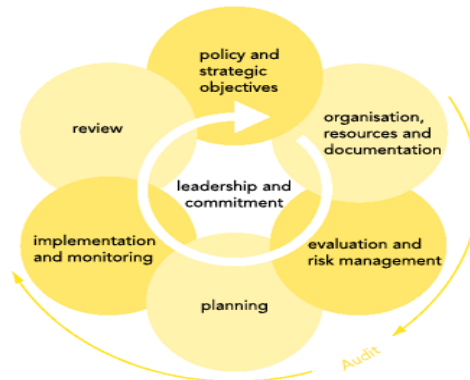 policy and
strategic
objectives
organisation,
resources and
documentation
evaluation and
risk management
planning
implementation
and monitoring
review
leadership and
commitment
Audit